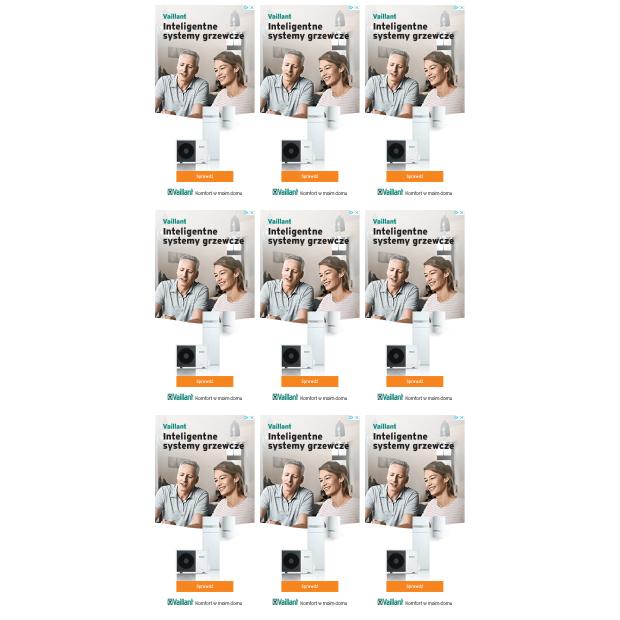 Vaillant
Inteligentne
systemy grzewcze
Sprawdź
Vaillant Komfort w moim domu
Vaillant
Inteligentne
systemy grzewcze
Sprawdź
Vaillant Komfort w moim domu
Vaillant
Inteligentne
systemy grzewcze
Sprawdź
Vaillant Komfort w moim domu
Vaillant
Inteligentne
systemy grzewcze
Sprawdź
Vaillant Komfort w moim domu
Vaillant
Inteligentne
systemy grzewcze
Sprawdź
Vaillant Komfort w moim domu
Vaillant
Inteligentne
systemy grzewcze
Sprawdź
Vaillant Komfort w moim domu
Vaillant
Inteligentne
systemy grzewcze
Sprawdź
Vaillant Komfort w moim domu
Vaillant
Inteligentne
systemy grzewcze
Sprawdź
Vaillant Komfort w moim domu
Vaillant
Inteligentne
systemy grzewcze
Sprawdź
Vaillant Komfort w moim domu